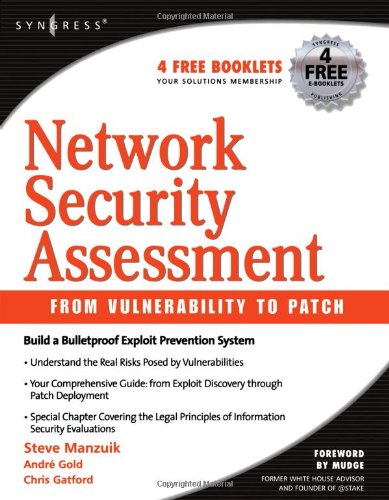 SYNGRESS®
4 FREE BOOKLETS
YOUR SOLUTIONS MEMBERSHIP
SYNGRESS
4
FREE
E-BOOKLETS
PUBLISHING
Network
Security
Assessment
FROM VULNERABILITY TO PATCH
Build a Bulletproof Exploit Prevention System
• Understand the Real Risks Posed by Vulnerabilities
• Your Comprehensive Guide: from Exploit Discovery through
Patch Deployment
• Special Chapter Covering the Legal Principles of Information
Security Evaluations
Steve Manzuik
André Gold
Chris Gatford
FOREWORD
BY MUDGE
FORMER WHITE HOUSE ADVISOR
AND FOUNDER OF @STAKE